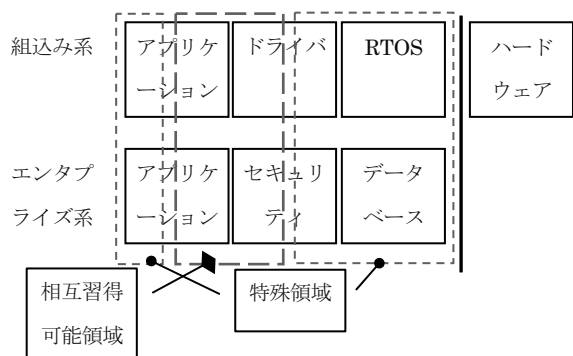 組込み系
アプリケ
ーション
ドライバ
RTOS
ハード
ウェア
エンタプ
ライズ系
アプリケ
ーション
セキュリ
ティ
データ
ベース
相互習得
可能領域
特殊領域